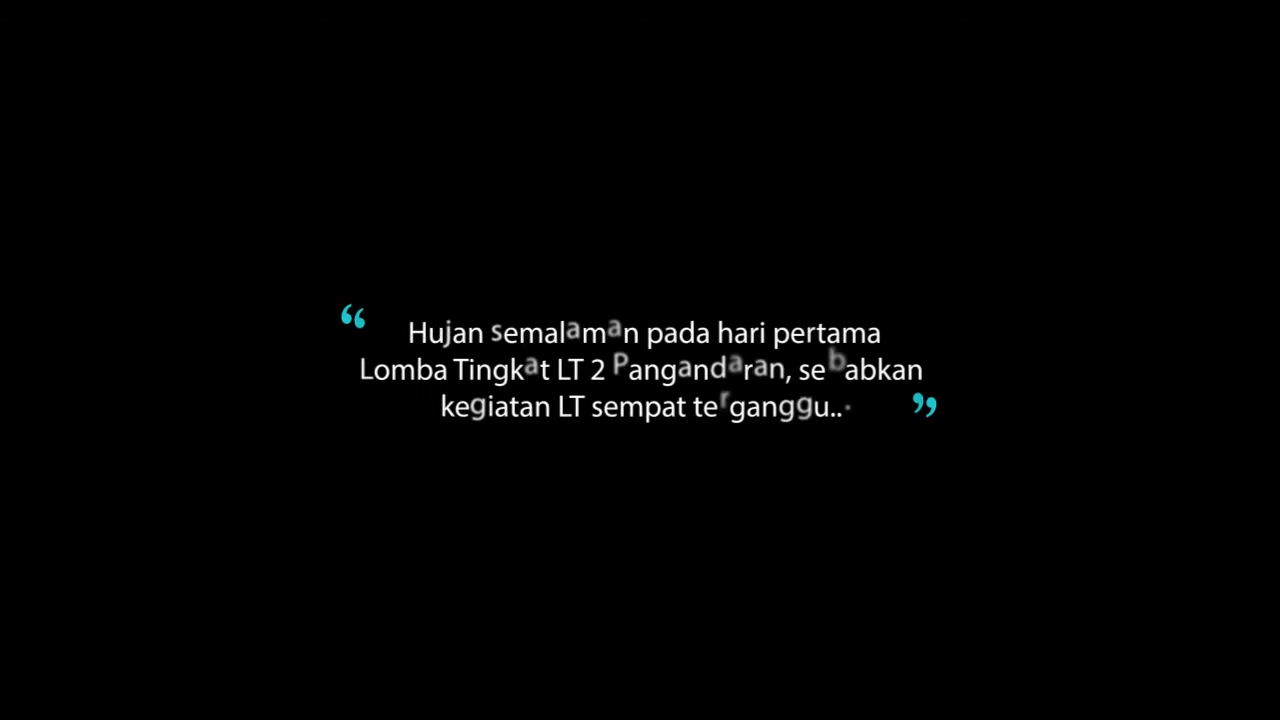 “ Hujan semalaman pada hari pertama
Lomba Tingkat LT 2 Pangandaran, sebabkan
kegiatan LT sempat terganggu... ”